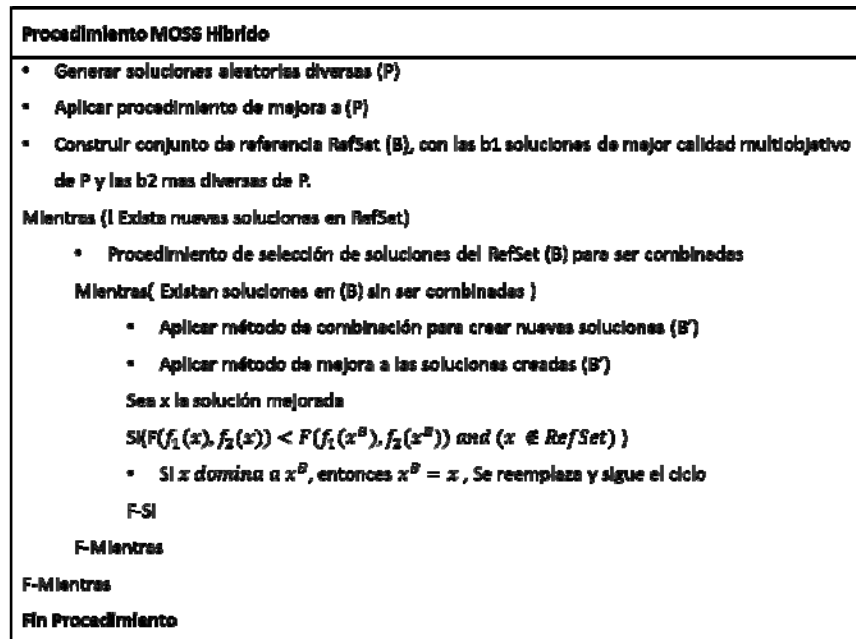 Procedimiento MOSS Hibrido
• Generar soluciones aleatorias diversas (P)
• Aplicar procedimiento de mejora a (P)
• Construir conjunto de referencia RefSet (B), con las b1 soluciones de mejor calidad multiobjetivo
de P y las b2 mas diversas de P.
Mientras (l Exista nuevas soluciones en RefSet)
• Procedimiento de selección de soluciones del RefSet (B) para ser combinadas
Mientras( Existan soluciones en (B) sin ser combinadas )
• Aplicar método de combinación para crear nuevas soluciones (B')
• Aplicar método de mejora a las soluciones creadas (B')
Sea x la solución mejorada
Si(F(f₁(x), f₂(x)) < F(f₁(xᴮ), f₂(xᴮ)) and (x ∉ RefSet) )
• Si x domina a xᴮ, entonces xᴮ = x , Se reemplaza y sigue el ciclo
F-Si
F-Mientras
F-Mientras
Fin Procedimiento